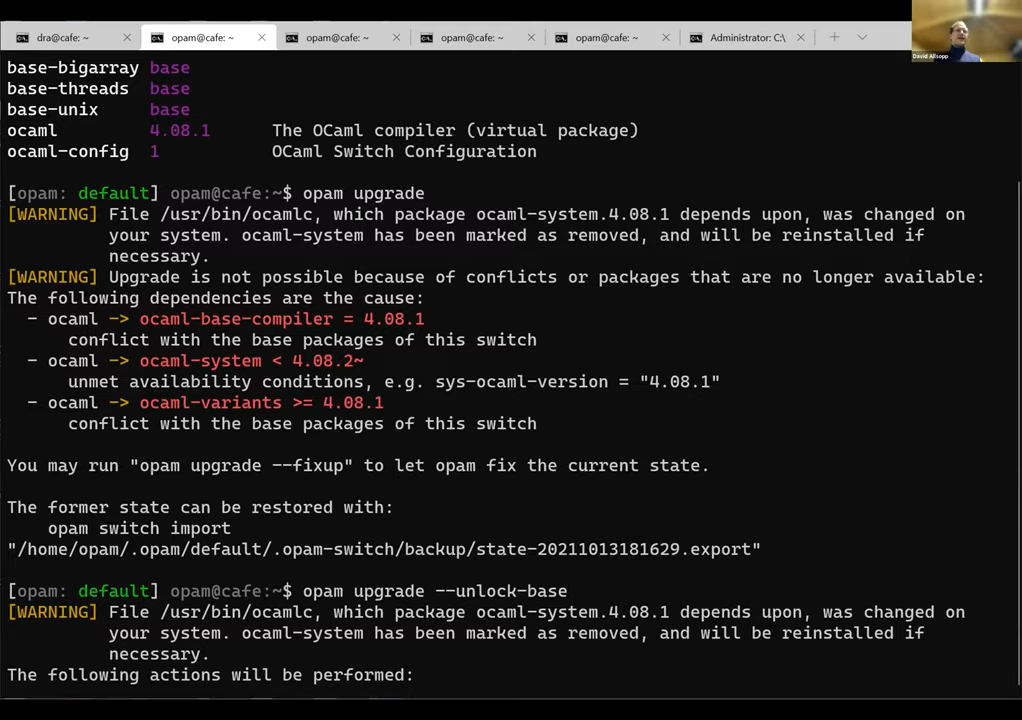 dra@cafe: ~
opam@cafe: ~
opam@cafe: ~
opam@cafe: ~
opam@cafe: ~
Administrator: C:\
David Allsopp
base-bigarray base
base-threads base
base-unix base
ocaml 4.08.1 The OCaml compiler (virtual package)
ocaml-config 1 OCaml Switch Configuration
[opam: default] opam@cafe:~$ opam upgrade
[WARNING] File /usr/bin/ocamlc, which package ocaml-system.4.08.1 depends upon, was changed on
your system. ocaml-system has been marked as removed, and will be reinstalled if
necessary.
[WARNING] Upgrade is not possible because of conflicts or packages that are no longer available:
The following dependencies are the cause:
- ocaml -> ocaml-base-compiler = 4.08.1
conflict with the base packages of this switch
- ocaml -> ocaml-system < 4.08.2~
unmet availability conditions, e.g. sys-ocaml-version = "4.08.1"
- ocaml -> ocaml-variants >= 4.08.1
conflict with the base packages of this switch
You may run "opam upgrade --fixup" to let opam fix the current state.
The former state can be restored with:
opam switch import
"/home/opam/.opam/default/.opam-switch/backup/state-20211013181629.export"
[opam: default] opam@cafe:~$ opam upgrade --unlock-base
[WARNING] File /usr/bin/ocamlc, which package ocaml-system.4.08.1 depends upon, was changed on
your system. ocaml-system has been marked as removed, and will be reinstalled if
necessary.
The following actions will be performed: